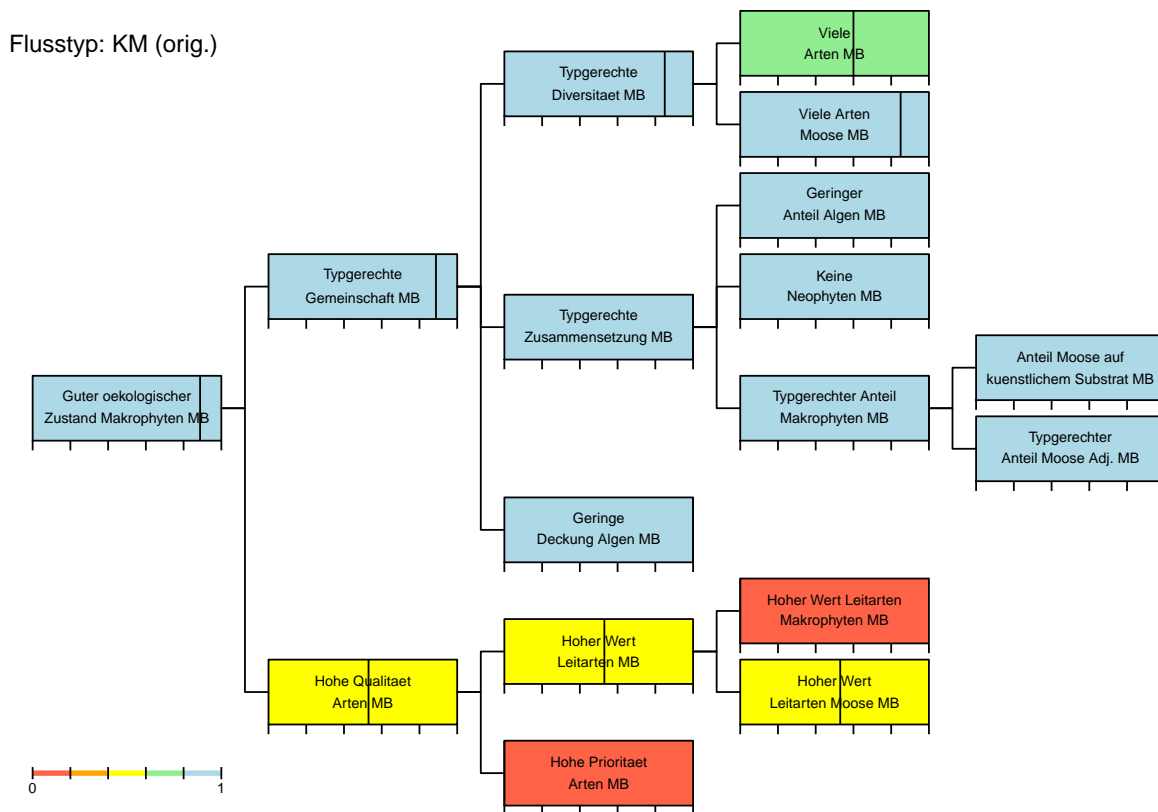 Flusstyp: KM (orig.)
Viele
Arten MB
Typgerechte
Diversitaet MB
Viele Arten
Moose MB
Geringer
Anteil Algen MB
Typgerechte
Gemeinschaft MB
Keine
Neophyten MB
Typgerechte
Zusammensetzung MB
Anteil Moose auf
kuenstlichem Substrat MB
Guter oekologischer
Zustand Makrophyten MB
Typgerechter Anteil
Makrophyten MB
Typgerechter
Anteil Moose Adj. MB
Geringe
Deckung Algen MB
Hoher Wert Leitarten
Makrophyten MB
Hoher Wert
Leitarten MB
Hohe Qualitaet
Arten MB
Hoher Wert
Leitarten Moose MB
Hohe Prioritaet
Arten MB
0
1